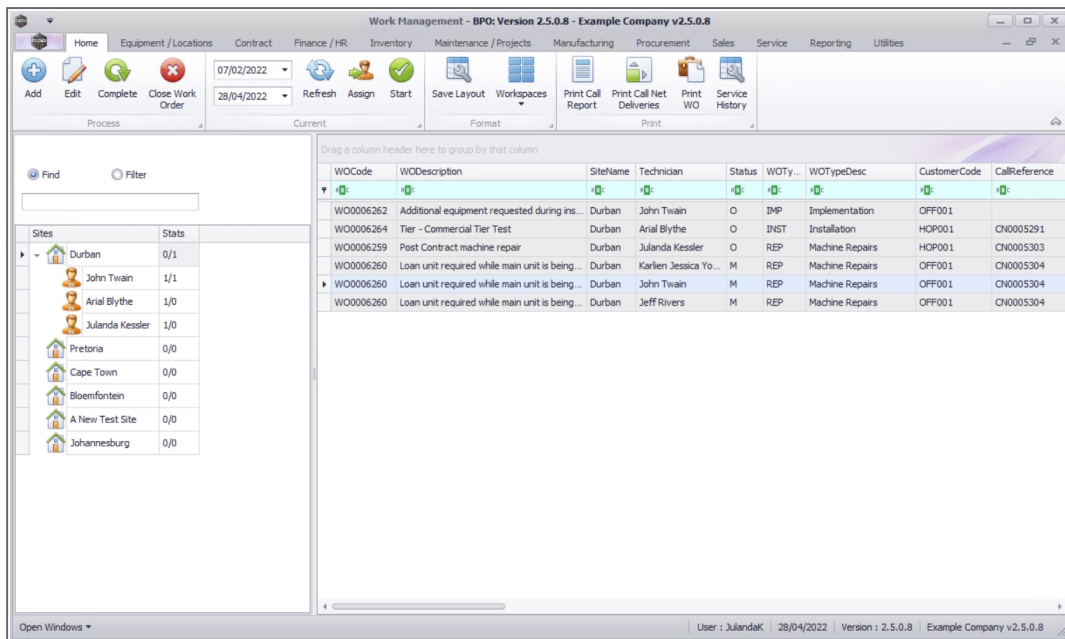 Work Management - BPO: Version 2.5.0.8 - Example Company v2.5.0.8
Home Equipment / Locations Contract Finance / HR Inventory Maintenance / Projects Manufacturing Procurement Sales Service Reporting Utilities
07/02/2022
28/04/2022
Add Edit Complete Close Work Order Refresh Assign Start Save Layout Workspaces Print Call Report Print Call Net Deliveries Print WO Service History
Process Current Format Print
Drag a column header here to group by that column
Find Filter
WOCode WODescription SiteName Technician Status WOTy... WOTypeDesc CustomerCode CallReference
WO0006262 Additional equipment requested during ins... Durban John Twain O IMP Implementation OFF001
WO0006264 Tier - Commercial Tier Test Durban Arial Blythe O INST Installation HOP001 CN0005291
WO0006259 Post Contract machine repair Durban Julanda Kessler O REP Machine Repairs HOP001 CN0005303
WO0006260 Loan unit required while main unit is being... Durban Karlien Jessica Yo... M REP Machine Repairs OFF001 CN0005304
WO0006260 Loan unit required while main unit is being... Durban John Twain M REP Machine Repairs OFF001 CN0005304
WO0006260 Loan unit required while main unit is being... Durban Jeff Rivers M REP Machine Repairs OFF001 CN0005304
Sites Stats
Durban 0/1
John Twain 1/1
Arial Blythe 1/0
Julanda Kessler 1/0
Pretoria 0/0
Cape Town 0/0
Bloemfontein 0/0
A New Test Site 0/0
Johannesburg 0/0
Open Windows User : JulandaK 28/04/2022 Version : 2.5.0.8 Example Company v2.5.0.8